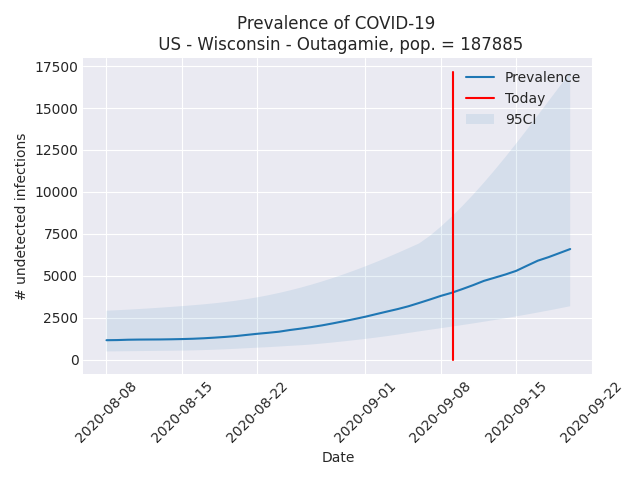 Prevalence of COVID-19
US - Wisconsin - Outagamie, pop. = 187885
17500
15000
12500
10000
7500
5000
2500
0
# undetected infections
Prevalence
Today
95CI
2020-08-08
2020-08-15
2020-08-22
2020-09-01
2020-09-08
2020-09-15
2020-09-22
Date